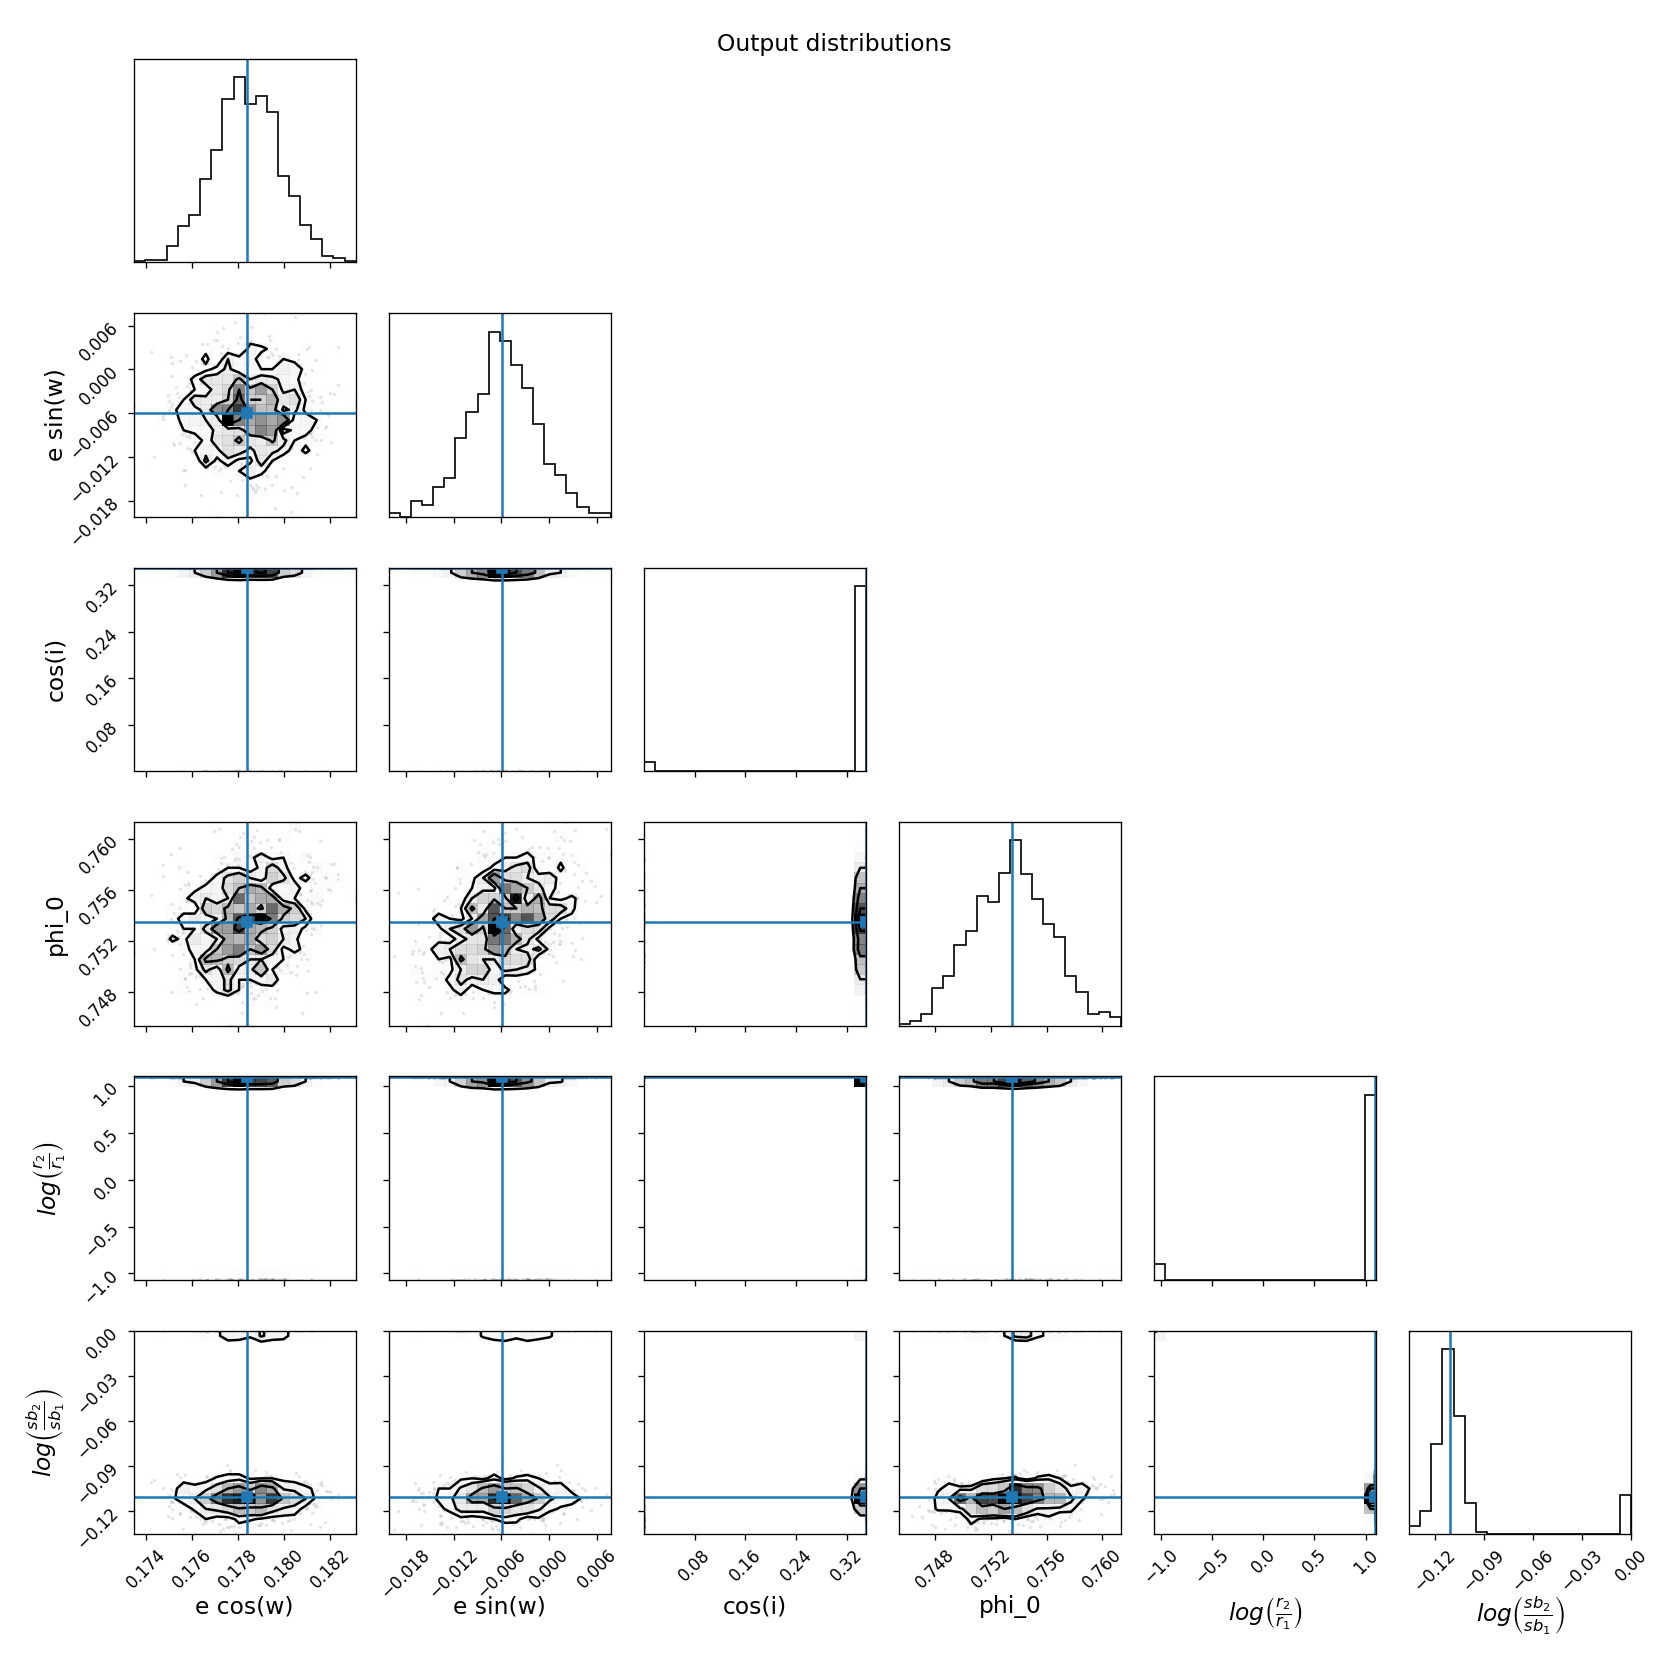 Output distributions
0.006
0.000
−0.006
−0.012
−0.018
e sin(w)
0.32
0.24
0.16
0.08
cos(i)
0.760
0.756
0.752
0.748
phi_0
1.0
0.5
0.0
−0.5
−1.0
log(r2/r1)
0.00
−0.03
−0.06
−0.09
−0.12
log(sb2/sb1)
0.174 0.176 0.178 0.180 0.182
e cos(w)
−0.018 −0.012 −0.006 0.000 0.006
e sin(w)
0.08 0.16 0.24 0.32
cos(i)
0.748 0.752 0.756 0.760
phi_0
−1.0 −0.5 0.0 0.5 1.0
log(r2/r1)
−0.12 −0.09 −0.06 −0.03 0.00
log(sb2/sb1)